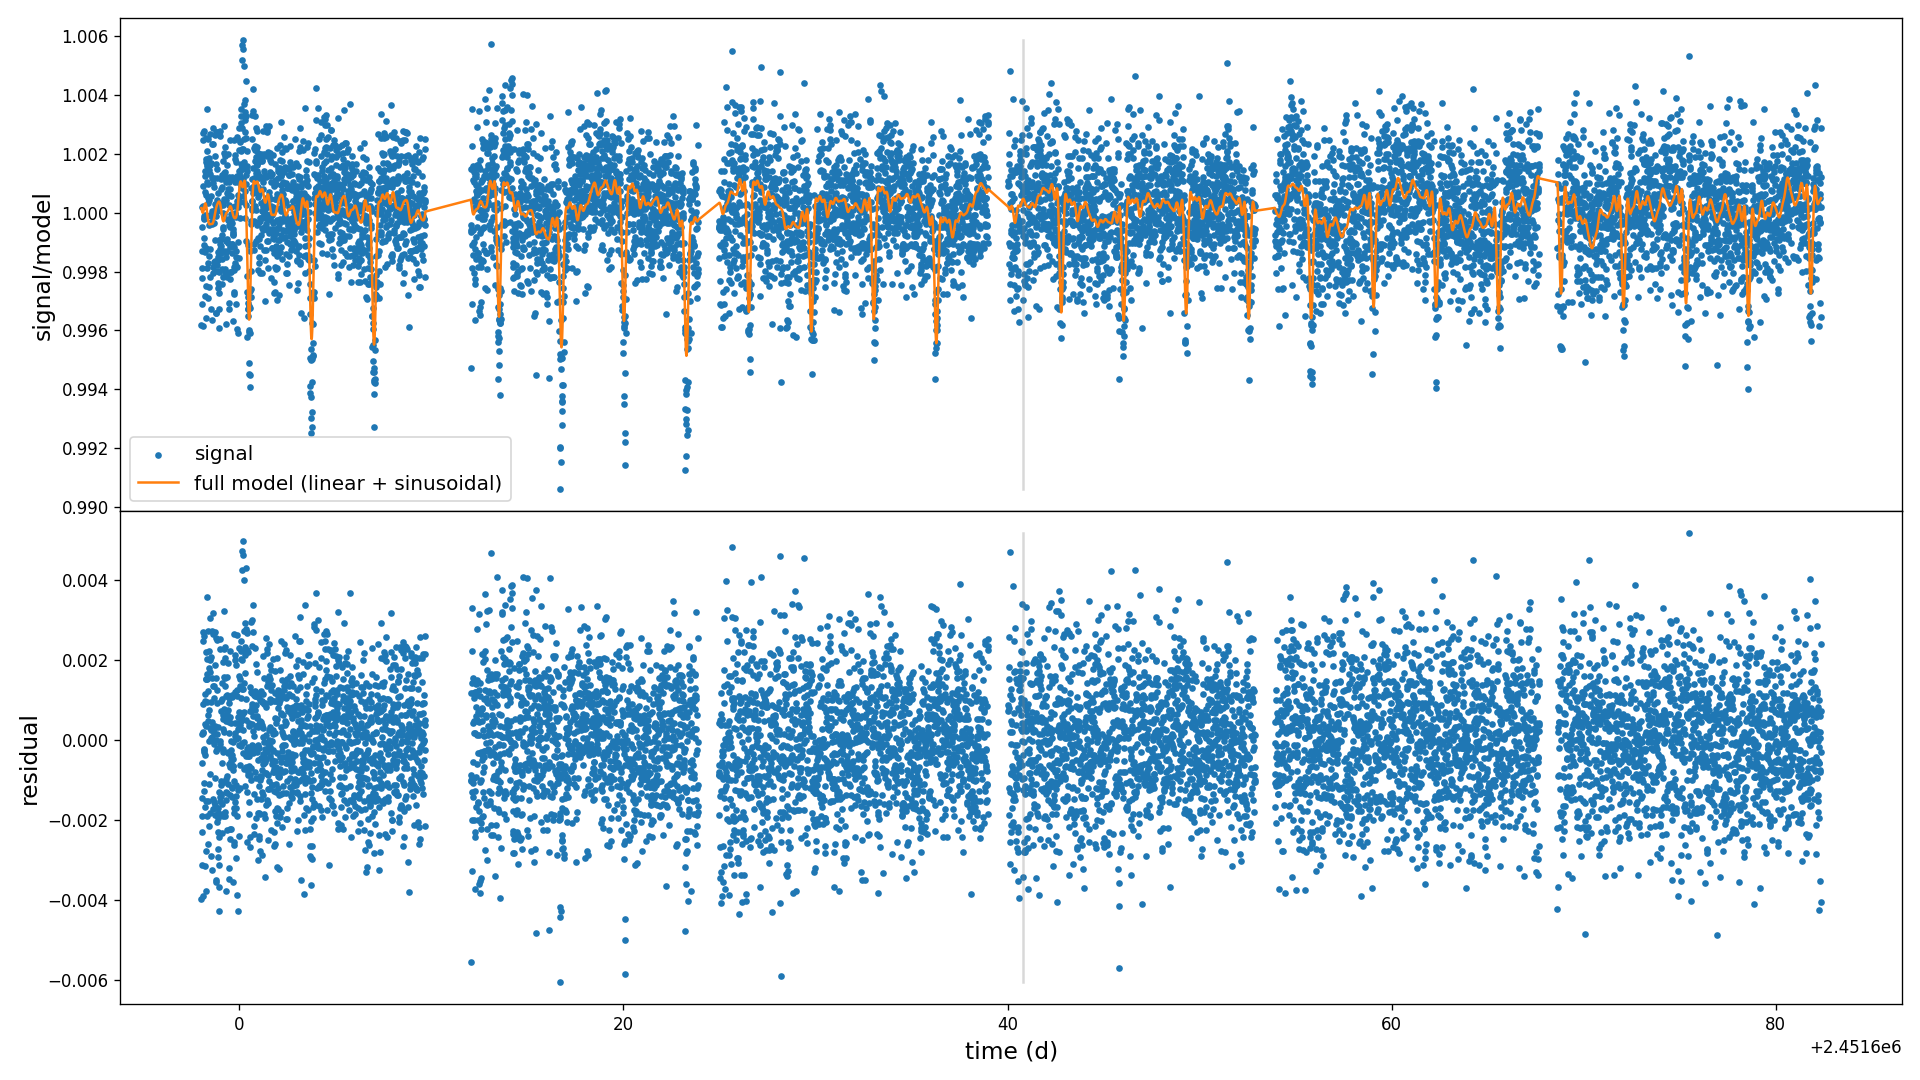 1.006
1.004
1.002
1.000
0.998
0.996
0.994
0.992
0.990
signal/model
signal
full model (linear + sinusoidal)
0.004
0.002
0.000
−0.002
−0.004
−0.006
residual
0 20 40 60 80
time (d)
+2.4516e6